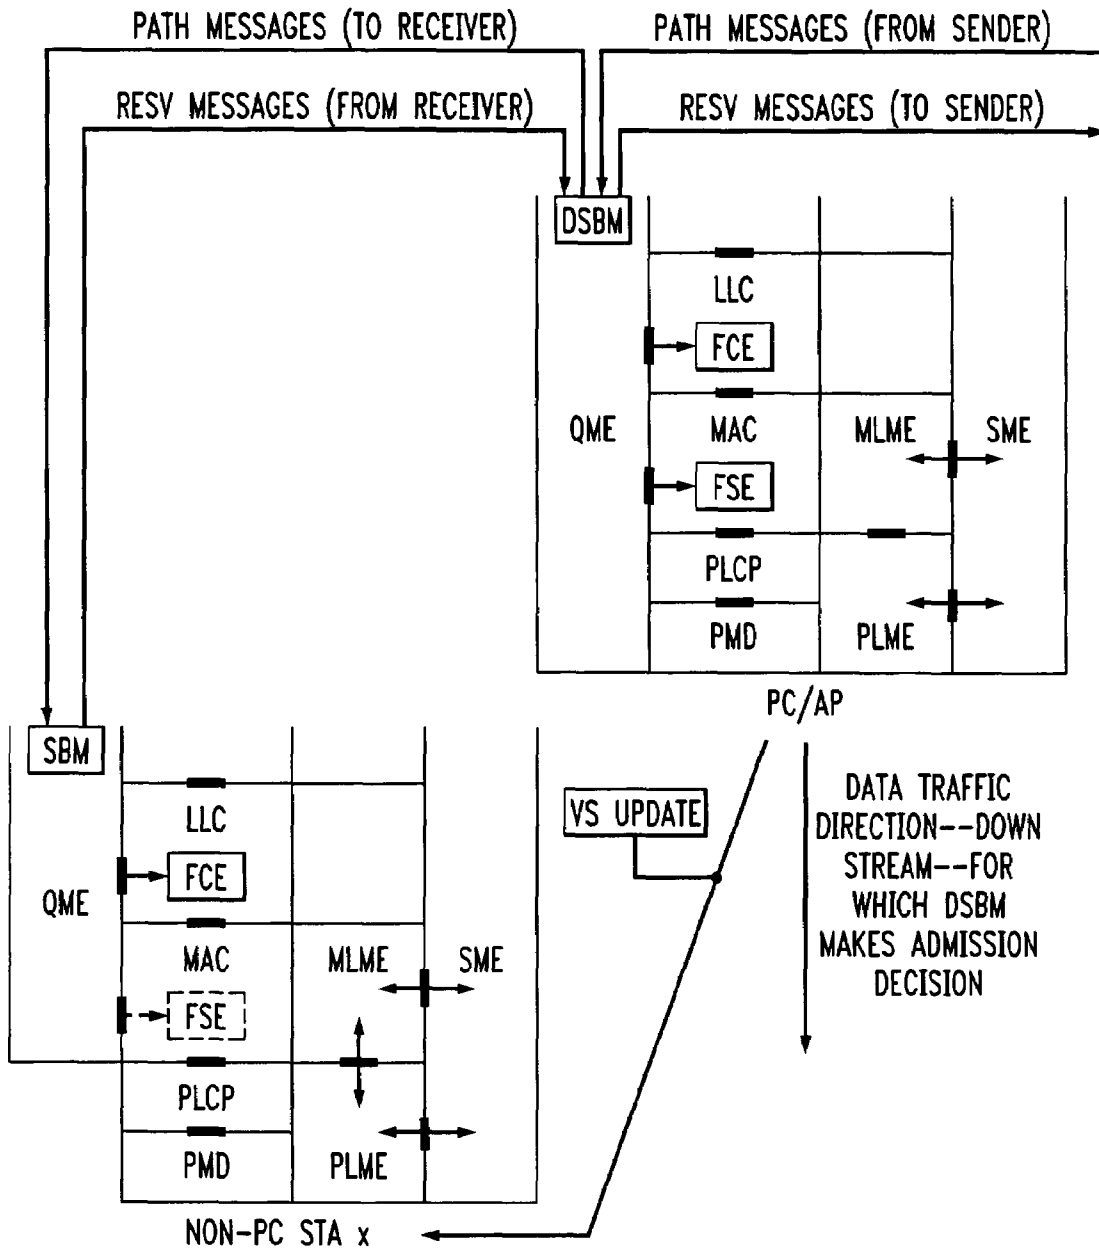 PATH MESSAGES (TO RECEIVER)
PATH MESSAGES (FROM SENDER)
RESV MESSAGES (FROM RECEIVER)
RESV MESSAGES (TO SENDER)
DSBM
LLC
FCE
QME
MAC
MLME
SME
FSE
PLCP
PMD
PLME
PC/AP
SBM
LLC
FCE
QME
MAC
MLME
SME
FSE
PLCP
PMD
PLME
NON-PC STA x
VS UPDATE
DATA TRAFFIC
DIRECTION--DOWN
STREAM--FOR
WHICH DSBM
MAKES ADMISSION
DECISION